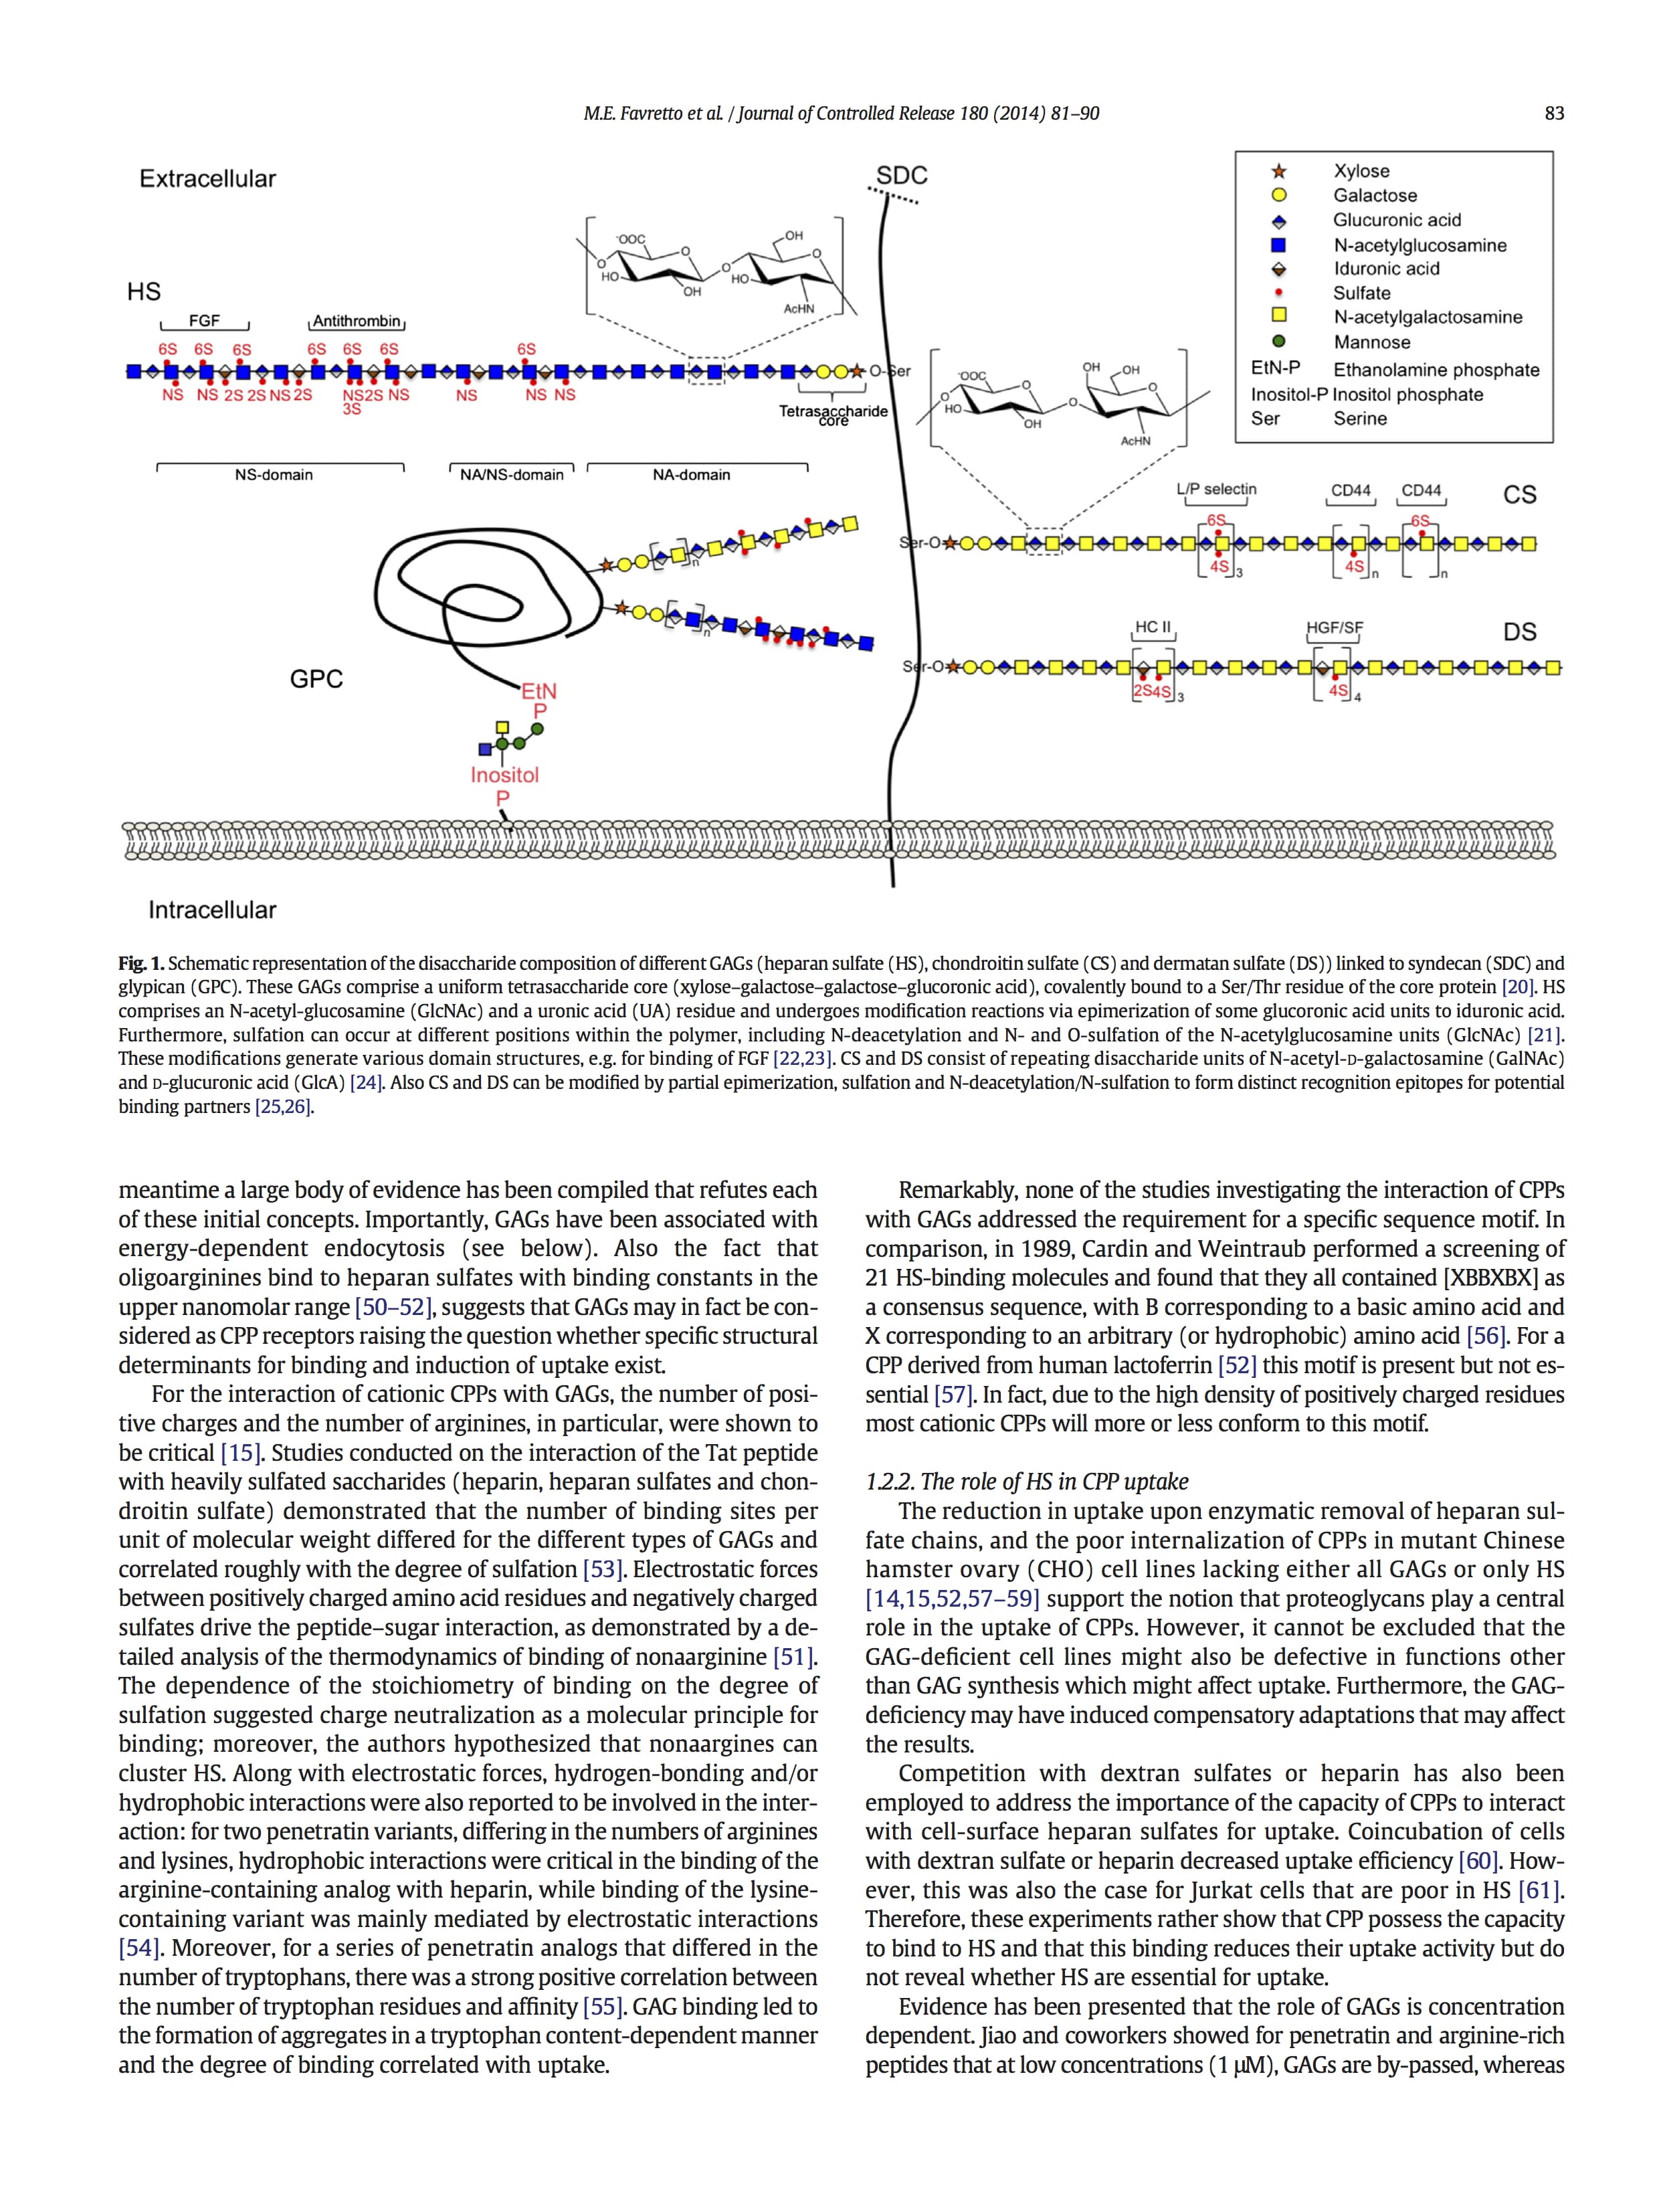 M.E. Favretto et al. / Journal of Controlled Release 180 (2014) 81–90
83
Extracellular
SDC
Xylose
Galactose
Glucuronic acid
N-acetylglucosamine
Iduronic acid
Sulfate
N-acetylgalactosamine
Mannose
EtN-P Ethanolamine phosphate
Inositol-P Inositol phosphate
Ser Serine
-OOC
O
OH
O
O
HO
OH
O
HO
AcHN
HS
FGF
Antithrombin
6S 6S 6S 6S 6S 6S 6S
O-Ser
NS NS 2S 2S NS 2S NS 2S NS NS NS NS
3S
Tetrasaccharide
core
NS-domain
NA/NS-domain
NA-domain
-OOC
O
OH
OH
O
O
HO
OH
O
AcHN
L/P selectin
CD44
CD44
CS
6S
6S
Ser-O
4S 3
4S n
n
HC II
HGF/SF
DS
Ser-O
2S4S 3
4S 4
n
n
GPC
EtN
P
Inositol
P
Intracellular
Fig. 1. Schematic representation of the disaccharide composition of different GAGs (heparan sulfate (HS), chondroitin sulfate (CS) and dermatan sulfate (DS)) linked to syndecan (SDC) and
glypican (GPC). These GAGs comprise a uniform tetrasaccharide core (xylose–galactose–galactose–glucoronic acid), covalently bound to a Ser/Thr residue of the core protein [20]. HS
comprises an N-acetyl-glucosamine (GlcNAc) and a uronic acid (UA) residue and undergoes modification reactions via epimerization of some glucoronic acid units to iduronic acid.
Furthermore, sulfation can occur at different positions within the polymer, including N-deacetylation and N- and O-sulfation of the N-acetylglucosamine units (GlcNAc) [21].
These modifications generate various domain structures, e.g. for binding of FGF [22,23]. CS and DS consist of repeating disaccharide units of N-acetyl-D-galactosamine (GalNAc)
and D-glucuronic acid (GlcA) [24]. Also CS and DS can be modified by partial epimerization, sulfation and N-deacetylation/N-sulfation to form distinct recognition epitopes for potential
binding partners [25,26].
meantime a large body of evidence has been compiled that refutes each
of these initial concepts. Importantly, GAGs have been associated with
energy-dependent endocytosis (see below). Also the fact that
oligoarginines bind to heparan sulfates with binding constants in the
upper nanomolar range [50–52], suggests that GAGs may in fact be con-
sidered as CPP receptors raising the question whether specific structural
determinants for binding and induction of uptake exist.
For the interaction of cationic CPPs with GAGs, the number of posi-
tive charges and the number of arginines, in particular, were shown to
be critical [15]. Studies conducted on the interaction of the Tat peptide
with heavily sulfated saccharides (heparin, heparan sulfates and chon-
droitin sulfate) demonstrated that the number of binding sites per
unit of molecular weight differed for the different types of GAGs and
correlated roughly with the degree of sulfation [53]. Electrostatic forces
between positively charged amino acid residues and negatively charged
sulfates drive the peptide–sugar interaction, as demonstrated by a de-
tailed analysis of the thermodynamics of binding of nonaarginine [51].
The dependence of the stoichiometry of binding on the degree of
sulfation suggested charge neutralization as a molecular principle for
binding; moreover, the authors hypothesized that nonaargines can
cluster HS. Along with electrostatic forces, hydrogen-bonding and/or
hydrophobic interactions were also reported to be involved in the inter-
action: for two penetratin variants, differing in the numbers of arginines
and lysines, hydrophobic interactions were critical in the binding of the
arginine-containing analog with heparin, while binding of the lysine-
containing variant was mainly mediated by electrostatic interactions
[54]. Moreover, for a series of penetratin analogs that differed in the
number of tryptophans, there was a strong positive correlation between
the number of tryptophan residues and affinity [55]. GAG binding led to
the formation of aggregates in a tryptophan content-dependent manner
and the degree of binding correlated with uptake.
Remarkably, none of the studies investigating the interaction of CPPs
with GAGs addressed the requirement for a specific sequence motif. In
comparison, in 1989, Cardin and Weintraub performed a screening of
21 HS-binding molecules and found that they all contained [XBBXBX] as
a consensus sequence, with B corresponding to a basic amino acid and
X corresponding to an arbitrary (or hydrophobic) amino acid [56]. For a
CPP derived from human lactoferrin [52] this motif is present but not es-
sential [57]. In fact, due to the high density of positively charged residues
most cationic CPPs will more or less conform to this motif.
1.2.2. The role of HS in CPP uptake
The reduction in uptake upon enzymatic removal of heparan sul-
fate chains, and the poor internalization of CPPs in mutant Chinese
hamster ovary (CHO) cell lines lacking either all GAGs or only HS
[14,15,52,57–59] support the notion that proteoglycans play a central
role in the uptake of CPPs. However, it cannot be excluded that the
GAG-deficient cell lines might also be defective in functions other
than GAG synthesis which might affect uptake. Furthermore, the GAG-
deficiency may have induced compensatory adaptations that may affect
the results.
Competition with dextran sulfates or heparin has also been
employed to address the importance of the capacity of CPPs to interact
with cell-surface heparan sulfates for uptake. Coincubation of cells
with dextran sulfate or heparin decreased uptake efficiency [60]. How-
ever, this was also the case for Jurkat cells that are poor in HS [61].
Therefore, these experiments rather show that CPP possess the capacity
to bind to HS and that this binding reduces their uptake activity but do
not reveal whether HS are essential for uptake.
Evidence has been presented that the role of GAGs is concentration
dependent. Jiao and coworkers showed for penetratin and arginine-rich
peptides that at low concentrations (1 μM), GAGs are by-passed, whereas